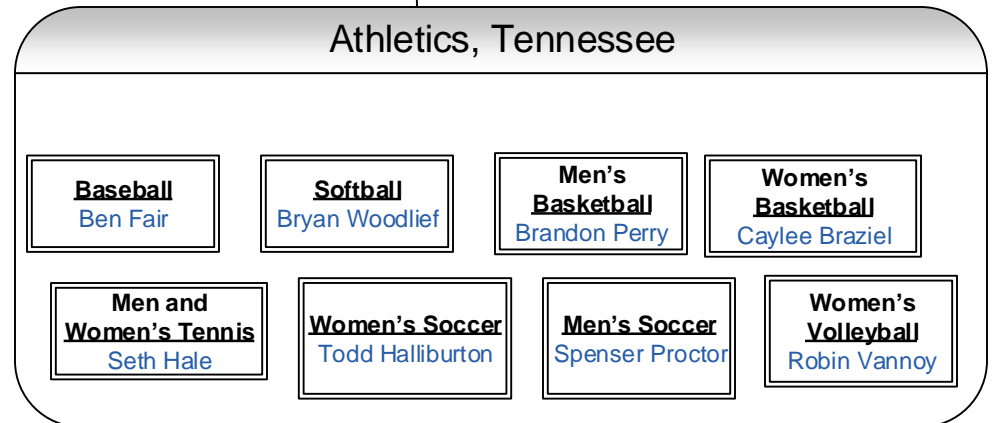 Athletics, Tennessee
Baseball
Ben Fair
Softball
Bryan Woodlief
Men's
Basketball
Brandon Perry
Women's
Basketball
Caylee Braziel
Men and
Women's Tennis
Seth Hale
Women's Soccer
Todd Halliburton
Men's Soccer
Spenser Proctor
Women's
Volleyball
Robin Vannoy